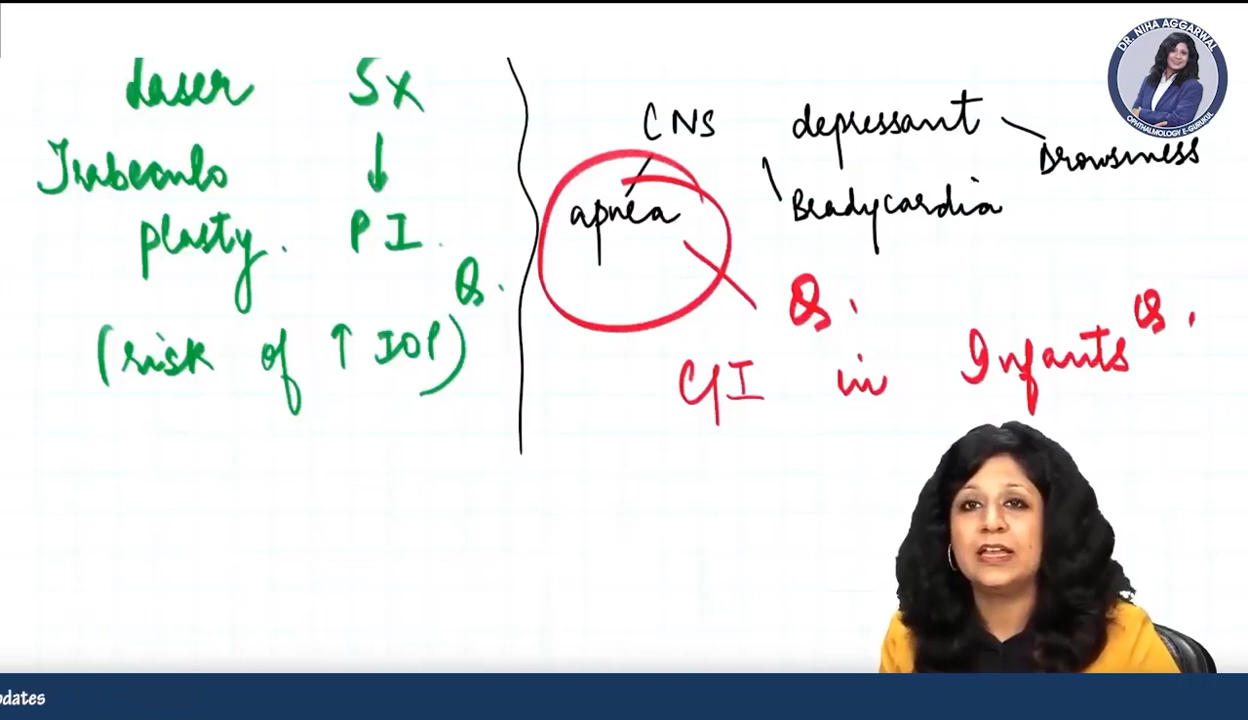 Laser Sx
↓
Trabeculo
plasty. PI.
Q.
(risk of ↑ IOP)
CNS depressant
Drowsiness
apnea
Bradycardia
Q.
CI in Infants Q.
DR. NIHA AGGARWAL
OPHTHALMOLOGY E-GURUKUL
pdates